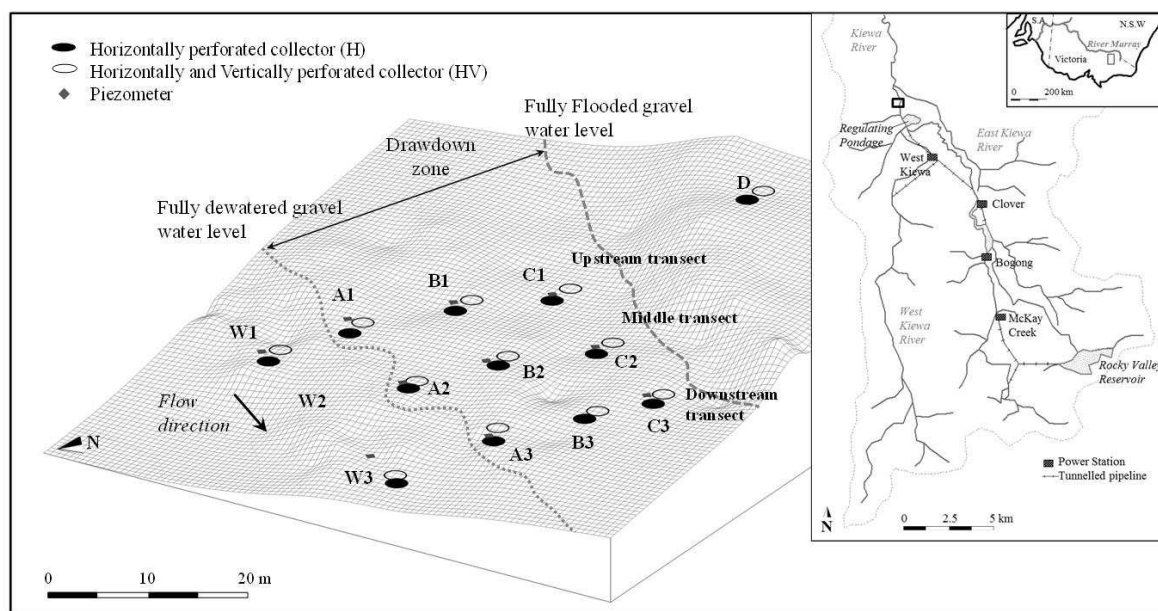 Horizontally perforated collector (H)
Horizontally and Vertically perforated collector (HV)
Piezometer
Fully Flooded gravel
water level
Drawdown
zone
Fully dewatered gravel
water level
D
Upstream transect
C1
B1
A1
Middle transect
W1
C2
B2
A2
W2
Downstream
transect
C3
B3
A3
Flow
direction
N
W3
0 10 20 m
Kiewa
River
S.A
N.S.W
River Murray
Victoria
0 200 km
Regulating
Pondage
East Kiewa
River
West
Kiewa
Clover
Bogong
McKay
Creek
West
Kiewa
River
Rocky Valley
Reservoir
Power Station
Tunnelled pipeline
N
0 2.5 5 km